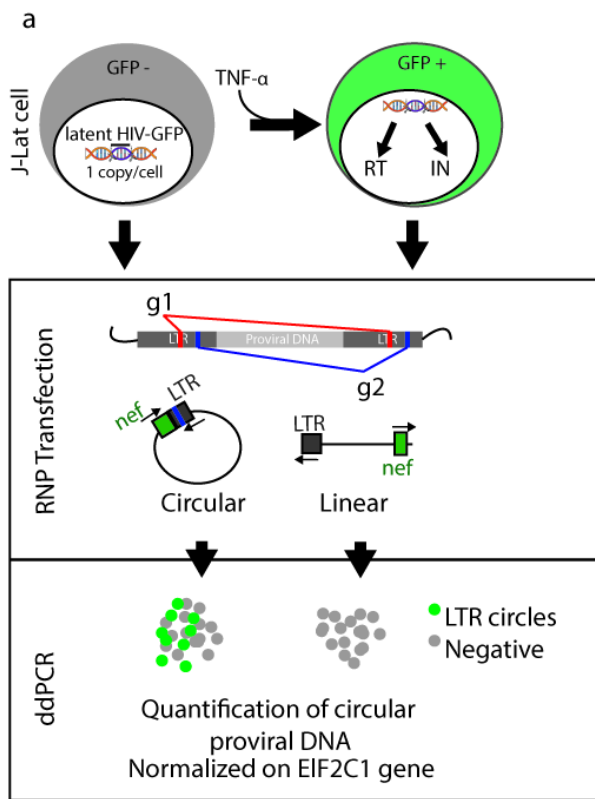 a
J-Lat cell
GFP -
latent HIV-GFP
1 copy/cell
TNF-α
GFP +
RT
IN
RNP Transfection
g1
LTR
Proviral DNA
LTR
g2
nef
LTR
Circular
LTR
nef
Linear
ddPCR
LTR circles
Negative
Quantification of circular
proviral DNA
Normalized on EIF2C1 gene